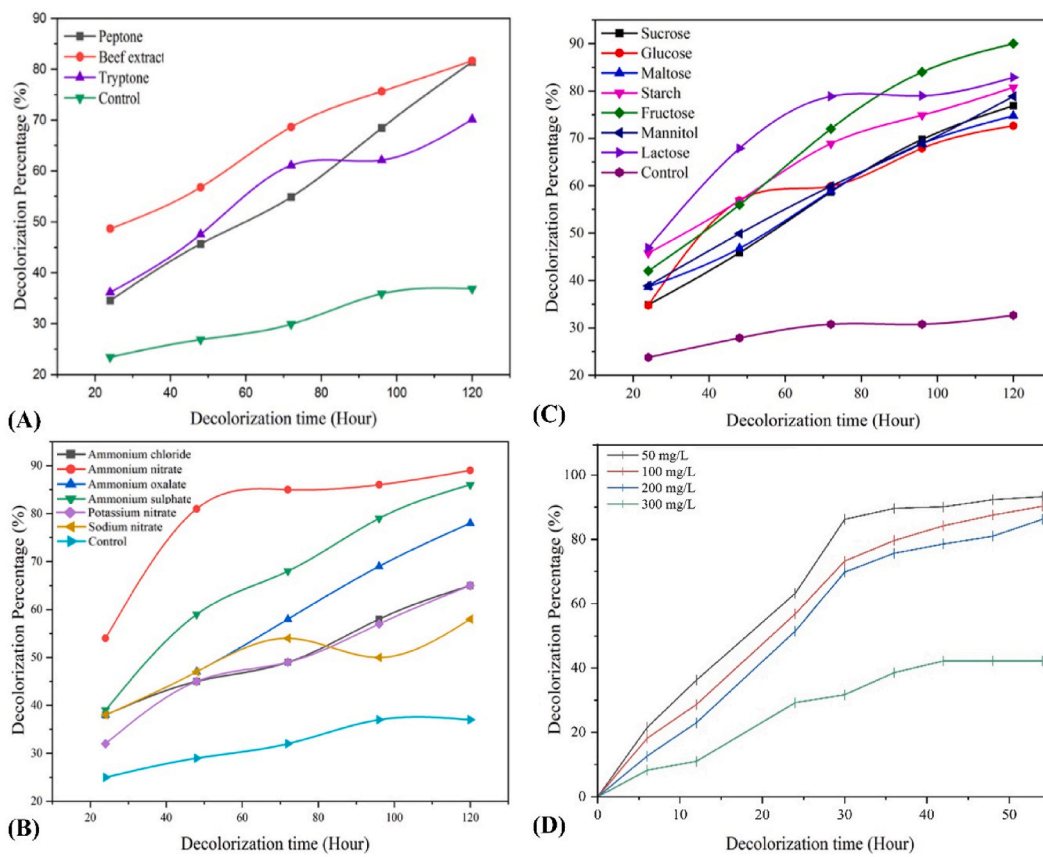 90
80
70
60
50
40
30
20
20
40
60
80
100
120
Decolorization Percentage (%)
Decolorization time (Hour)
Peptone
Beef extract
Tryptone
Control
(A)
90
80
70
60
50
40
30
20
20
40
60
80
100
120
Decolorization Percentage (%)
Decolorization time (Hour)
Sucrose
Glucose
Maltose
Starch
Fructose
Mannitol
Lactose
Control
(C)
90
80
70
60
50
40
30
20
20
40
60
80
100
120
Decolorization Percentage (%)
Decolorization time (Hour)
Ammonium chloride
Ammonium nitrate
Ammonium oxalate
Ammonium sulphate
Potassium nitrate
Sodium nitrate
Control
(B)
100
80
60
40
20
0
0
10
20
30
40
50
Decolorization Percentage (%)
Decolorization time (Hour)
50 mg/L
100 mg/L
200 mg/L
300 mg/L
(D)